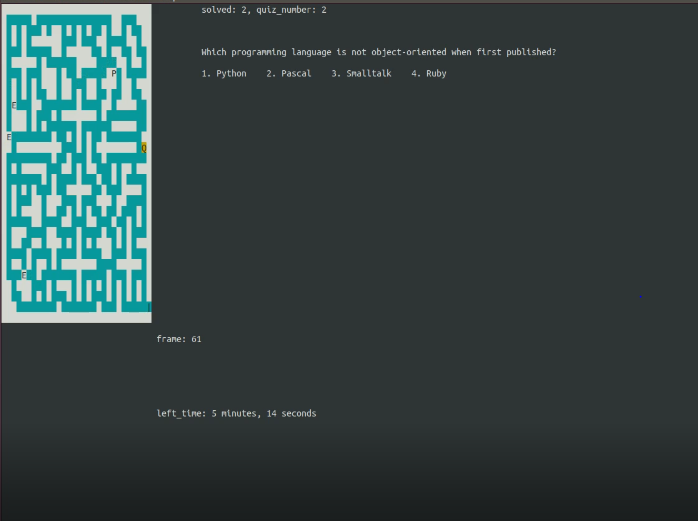 solved: 2, quiz_number: 2
Which programming language is not object-oriented when first published?
1. Python    2. Pascal    3. Smalltalk    4. Ruby
P
E
E
Q
E
frame: 61
left_time: 5 minutes, 14 seconds